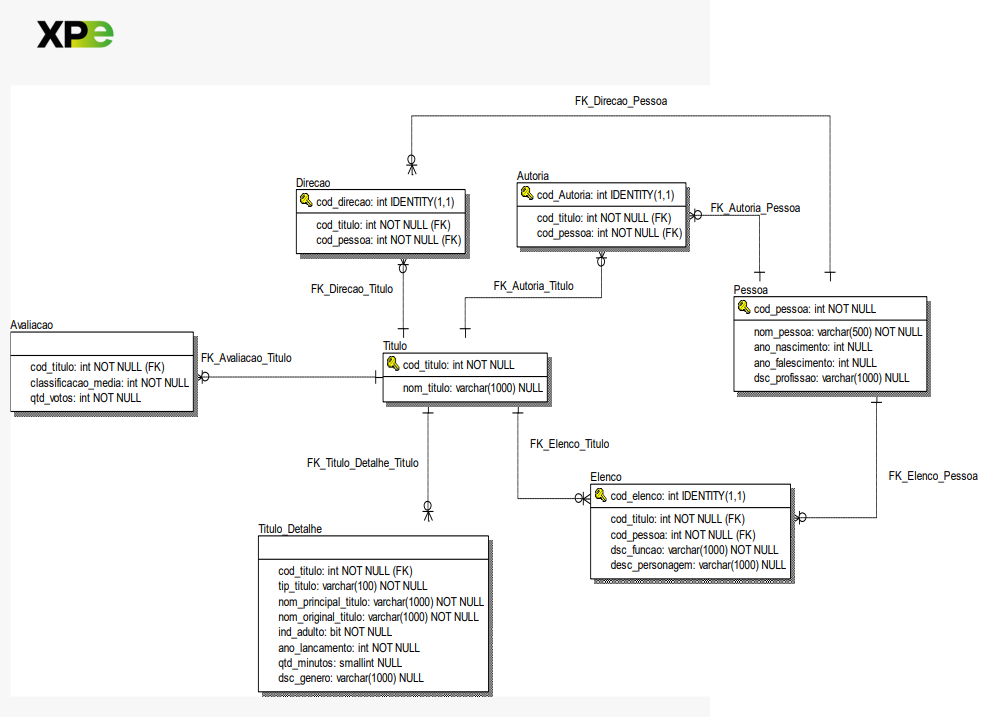 XPe
FK_Direcao_Pessoa
Direcao
cod_direcao: int IDENTITY(1,1)
cod_titulo: int NOT NULL (FK)
cod_pessoa: int NOT NULL (FK)
Autoria
cod_Autoria: int IDENTITY(1,1)
cod_titulo: int NOT NULL (FK)
cod_pessoa: int NOT NULL (FK)
FK_Autoria_Pessoa
FK_Direcao_Titulo
FK_Autoria_Titulo
Pessoa
cod_pessoa: int NOT NULL
nom_pessoa: varchar(500) NOT NULL
ano_nascimento: int NULL
ano_falescimento: int NULL
dsc_profissao: varchar(1000) NULL
Avaliacao
cod_titulo: int NOT NULL (FK)
classificacao_media: int NOT NULL
qtd_votos: int NOT NULL
FK_Avaliacao_Titulo
Titulo
cod_titulo: int NOT NULL
nom_titulo: varchar(1000) NULL
FK_Titulo_Detalhe_Titulo
FK_Elenco_Titulo
Elenco
cod_elenco: int IDENTITY(1,1)
cod_titulo: int NOT NULL (FK)
cod_pessoa: int NOT NULL (FK)
dsc_funcao: varchar(1000) NOT NULL
desc_personagem: varchar(1000) NULL
FK_Elenco_Pessoa
Titulo_Detalhe
cod_titulo: int NOT NULL (FK)
tip_titulo: varchar(100) NOT NULL
nom_principal_titulo: varchar(1000) NOT NULL
nom_original_titulo: varchar(1000) NOT NULL
ind_adulto: bit NOT NULL
ano_lancamento: int NOT NULL
qtd_minutos: smallint NULL
dsc_genero: varchar(1000) NULL